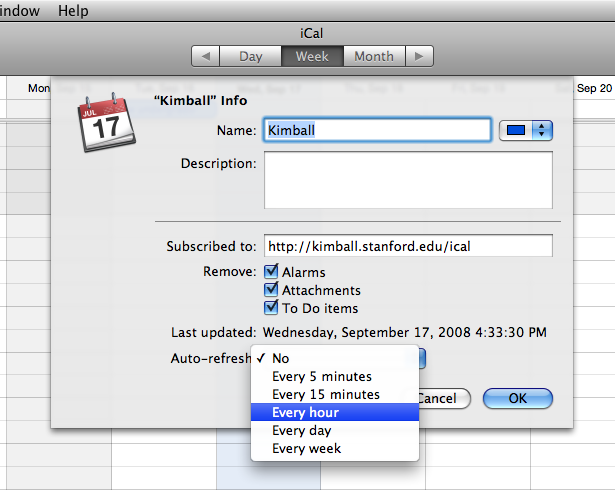 indow Help
iCal
Day Week Month
Mon Sep 20
"Kimball" Info
JUL
17
Name: Kimball
Description:
Subscribed to: http://kimball.stanford.edu/ical
Remove: Alarms
Attachments
To Do items
Last updated: Wednesday, September 17, 2008 4:33:30 PM
Auto-refresh
✓ No
Every 5 minutes
Every 15 minutes
Every hour
Every day
Every week
Cancel OK